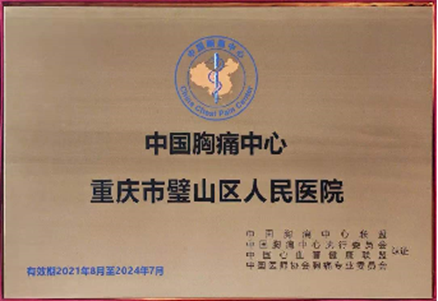 中国胸痛中心
China Chest Pain Center
中国胸痛中心
重庆市璧山区人民医院
中国胸痛中心联盟
中国胸痛中心执行委员会
中国心血管健康联盟
中国医师协会胸痛专业委员会
认证
有效期2021年8月至2024年7月